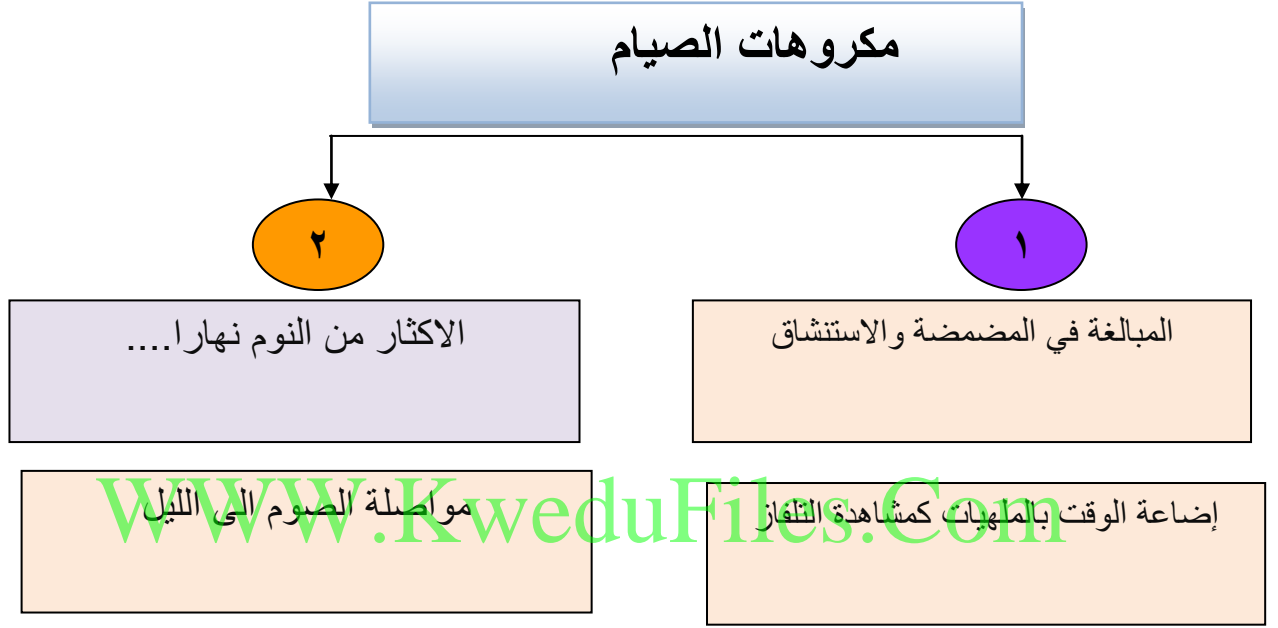 مكروهات الصيام
١
٢
المبالغة في المضمضة والاستنشاق
الاكثار من النوم نهارا....
إضاعة الوقت بالملهيات كمشاهدة التلفاز
مواصلة الصوم الى الليل
WWW.KweduFiles.Com